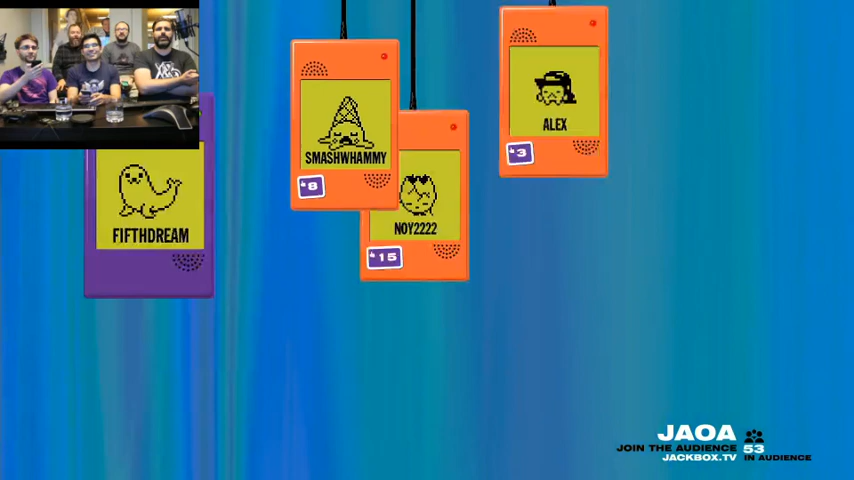 ALEX
3
SMASHWHAMMY
8
NOY2222
15
FIFTHDREAM
JAOA
JOIN THE AUDIENCE 53
JACKBOX.TV IN AUDIENCE